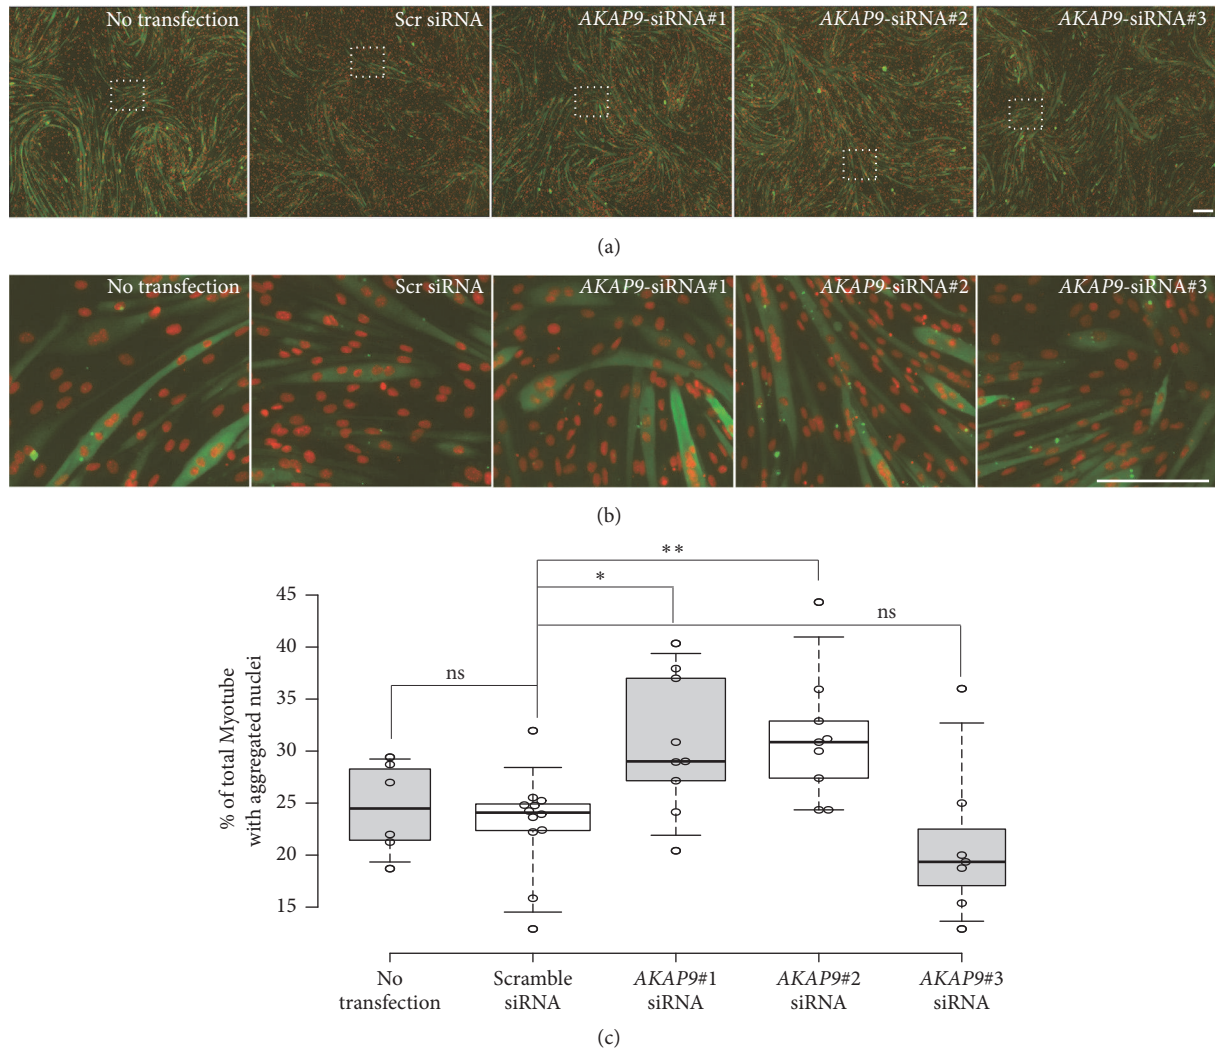 No transfection
Scr siRNA
AKAP9-siRNA#1
AKAP9-siRNA#2
AKAP9-siRNA#3
(a)
No transfection
Scr siRNA
AKAP9-siRNA#1
AKAP9-siRNA#2
AKAP9-siRNA#3
(b)
% of total Myotube
with aggregated nuclei
45
40
35
30
25
20
15
**
*
ns
ns
No
transfection
Scramble
siRNA
AKAP9#1
siRNA
AKAP9#2
siRNA
AKAP9#3
siRNA
(c)